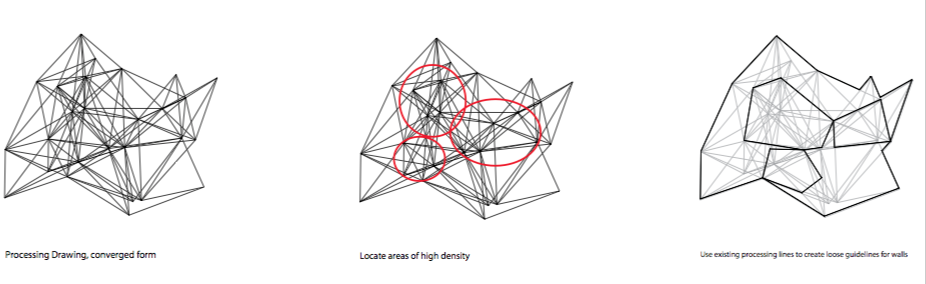 Processing Drawing, converged form
Locate areas of high density
Use existing processing lines to create loose guidelines for walls